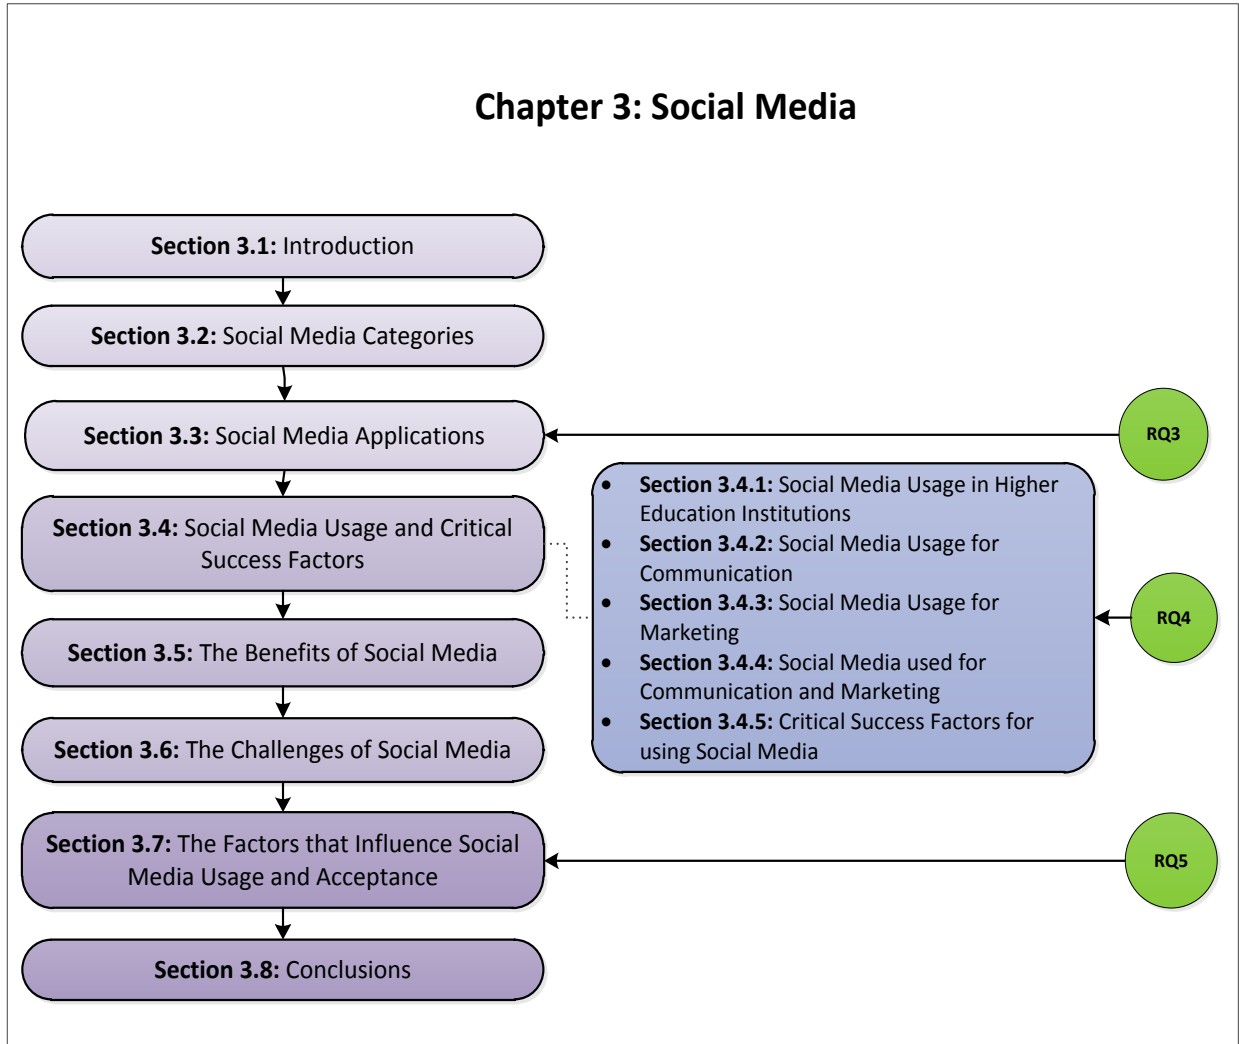 Chapter 3: Social Media
Section 3.1: Introduction
Section 3.2: Social Media Categories
Section 3.3: Social Media Applications
RQ3
Section 3.4: Social Media Usage and Critical
Success Factors
• Section 3.4.1: Social Media Usage in Higher
Education Institutions
• Section 3.4.2: Social Media Usage for
Communication
• Section 3.4.3: Social Media Usage for
Marketing
• Section 3.4.4: Social Media used for
Communication and Marketing
• Section 3.4.5: Critical Success Factors for
using Social Media
RQ4
Section 3.5: The Benefits of Social Media
Section 3.6: The Challenges of Social Media
Section 3.7: The Factors that Influence Social
Media Usage and Acceptance
RQ5
Section 3.8: Conclusions